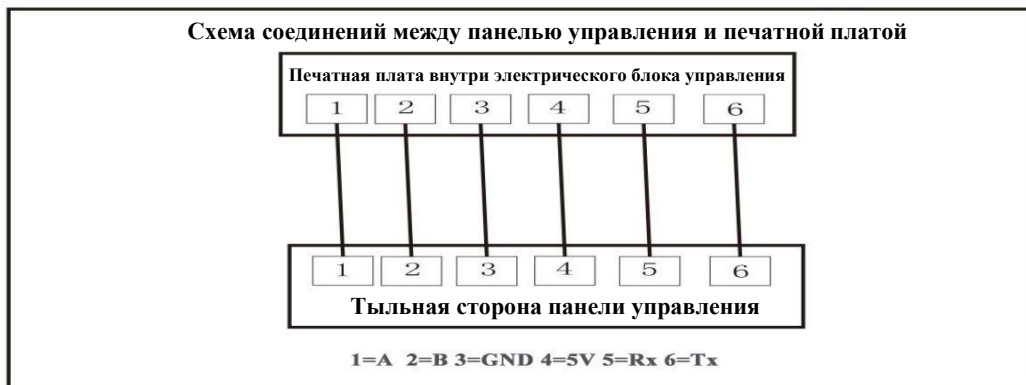 Схема соединений между панелью управления и печатной платой
Печатная плата внутри электрического блока управления
1 2 3 4 5 6
1 2 3 4 5 6
Тыльная сторона панели управления
1=A 2=B 3=GND 4=5V 5=Rx 6=Tx